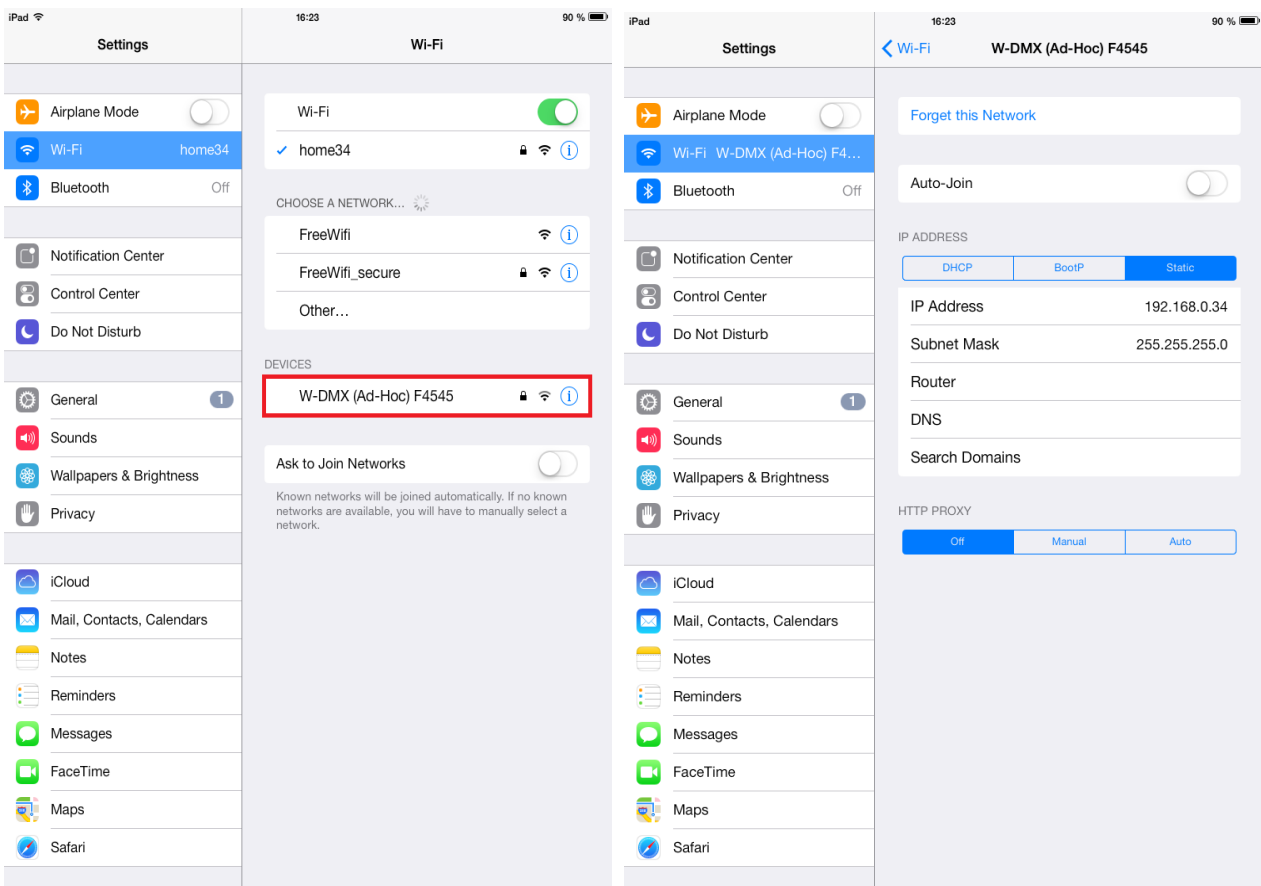 iPad
16:23
90 %
Settings
Wi-Fi
Airplane Mode
Wi-Fi home34
Bluetooth Off
Notification Center
Control Center
Do Not Disturb
General 1
Sounds
Wallpapers & Brightness
Privacy
iCloud
Mail, Contacts, Calendars
Notes
Reminders
Messages
FaceTime
Maps
Safari
Wi-Fi
home34
CHOOSE A NETWORK...
FreeWifi
FreeWifi_secure
Other...
DEVICES
W-DMX (Ad-Hoc) F4545
Ask to Join Networks
Known networks will be joined automatically. If no known
networks are available, you will have to manually select a
network.
iPad
16:23
90 %
Settings
Wi-Fi
W-DMX (Ad-Hoc) F4545
Airplane Mode
Wi-Fi W-DMX (Ad-Hoc) F4...
Bluetooth Off
Notification Center
Control Center
Do Not Disturb
General 1
Sounds
Wallpapers & Brightness
Privacy
iCloud
Mail, Contacts, Calendars
Notes
Reminders
Messages
FaceTime
Maps
Safari
Forget this Network
Auto-Join
IP ADDRESS
DHCP BootP Static
IP Address 192.168.0.34
Subnet Mask 255.255.255.0
Router
DNS
Search Domains
HTTP PROXY
Off Manual Auto